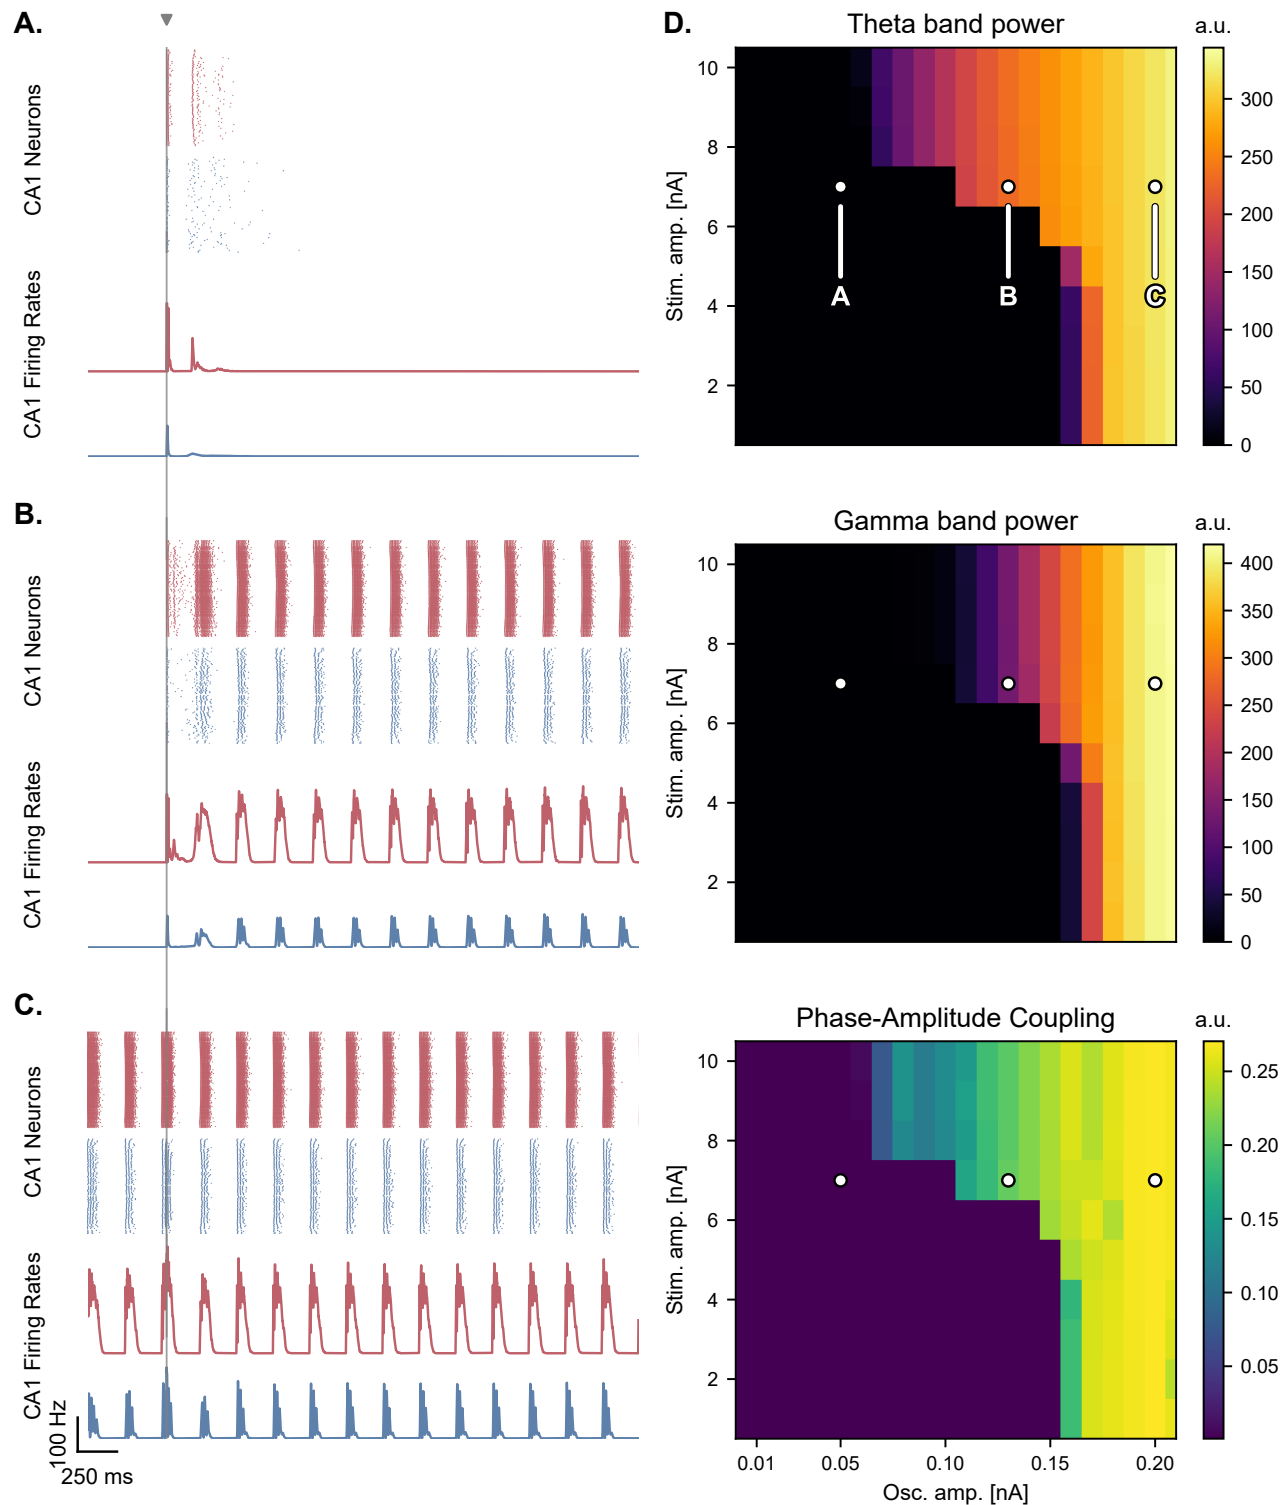 A.
CA1 Neurons
CA1 Firing Rates
B.
CA1 Neurons
CA1 Firing Rates
C.
CA1 Neurons
CA1 Firing Rates
100 Hz
250 ms
D.
Theta band power
a.u.
Stim. amp. [nA]
10
8
6
4
2
A
B
C
300
250
200
150
100
50
0
Gamma band power
a.u.
Stim. amp. [nA]
10
8
6
4
2
400
350
300
250
200
150
100
50
0
Phase-Amplitude Coupling
a.u.
Stim. amp. [nA]
10
8
6
4
2
0.25
0.20
0.15
0.10
0.05
0.01 0.05 0.10 0.15 0.20
Osc. amp. [nA]